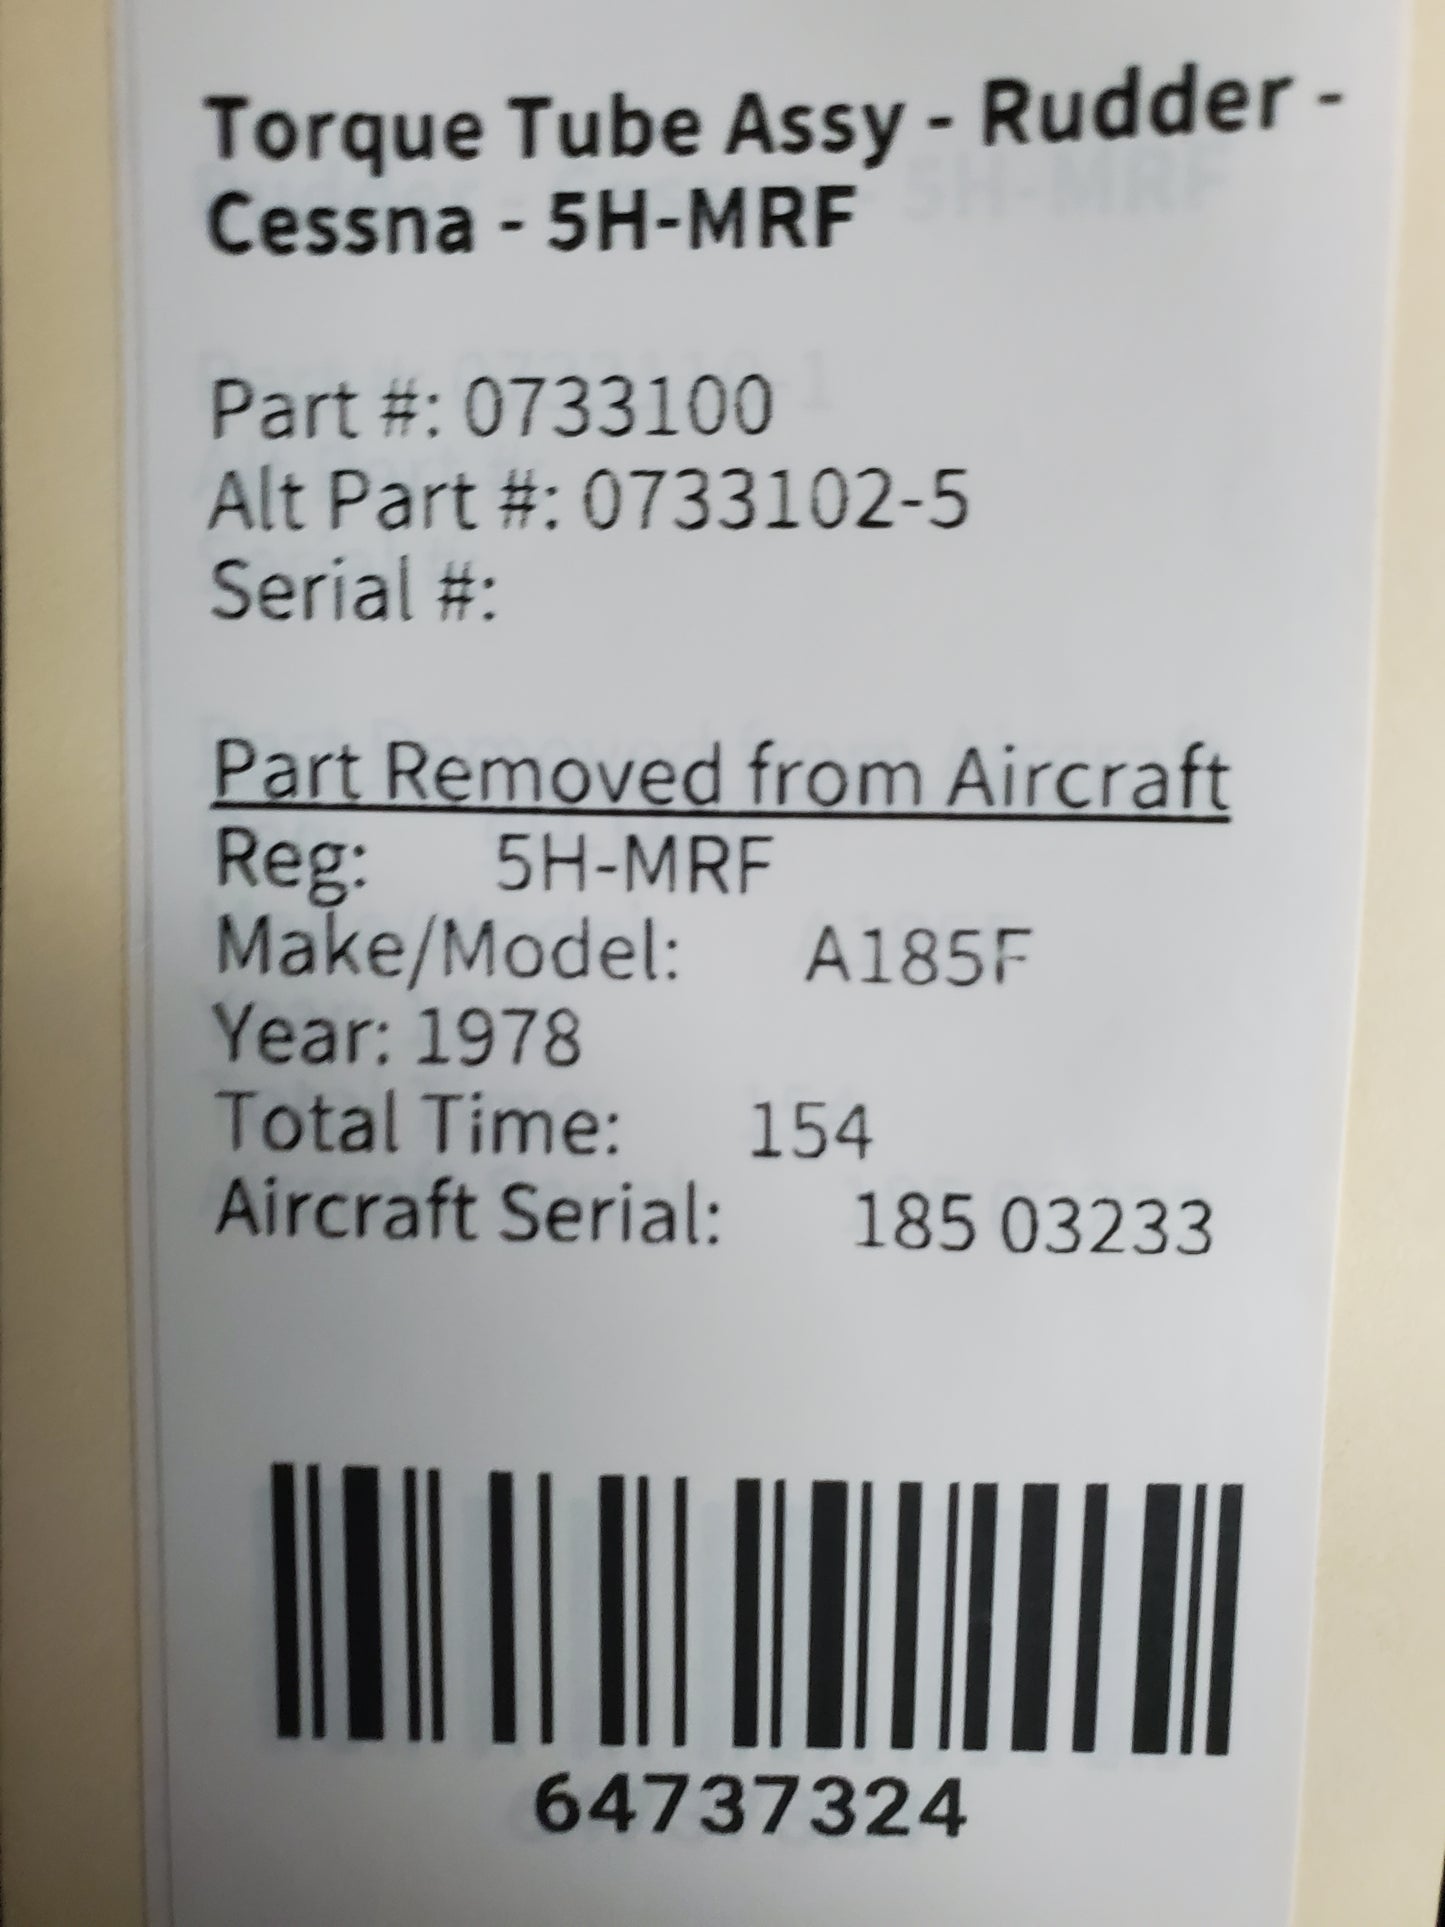 Torque Tube Assy - Rudder -
Cessna - 5H-MRF
Part #: 0733100
Alt Part #: 0733102-5
Serial #:
Part Removed from Aircraft
Reg: 5H-MRF
Make/Model: A185F
Year: 1978
Total Time: 154
Aircraft Serial: 185 03233
64737324